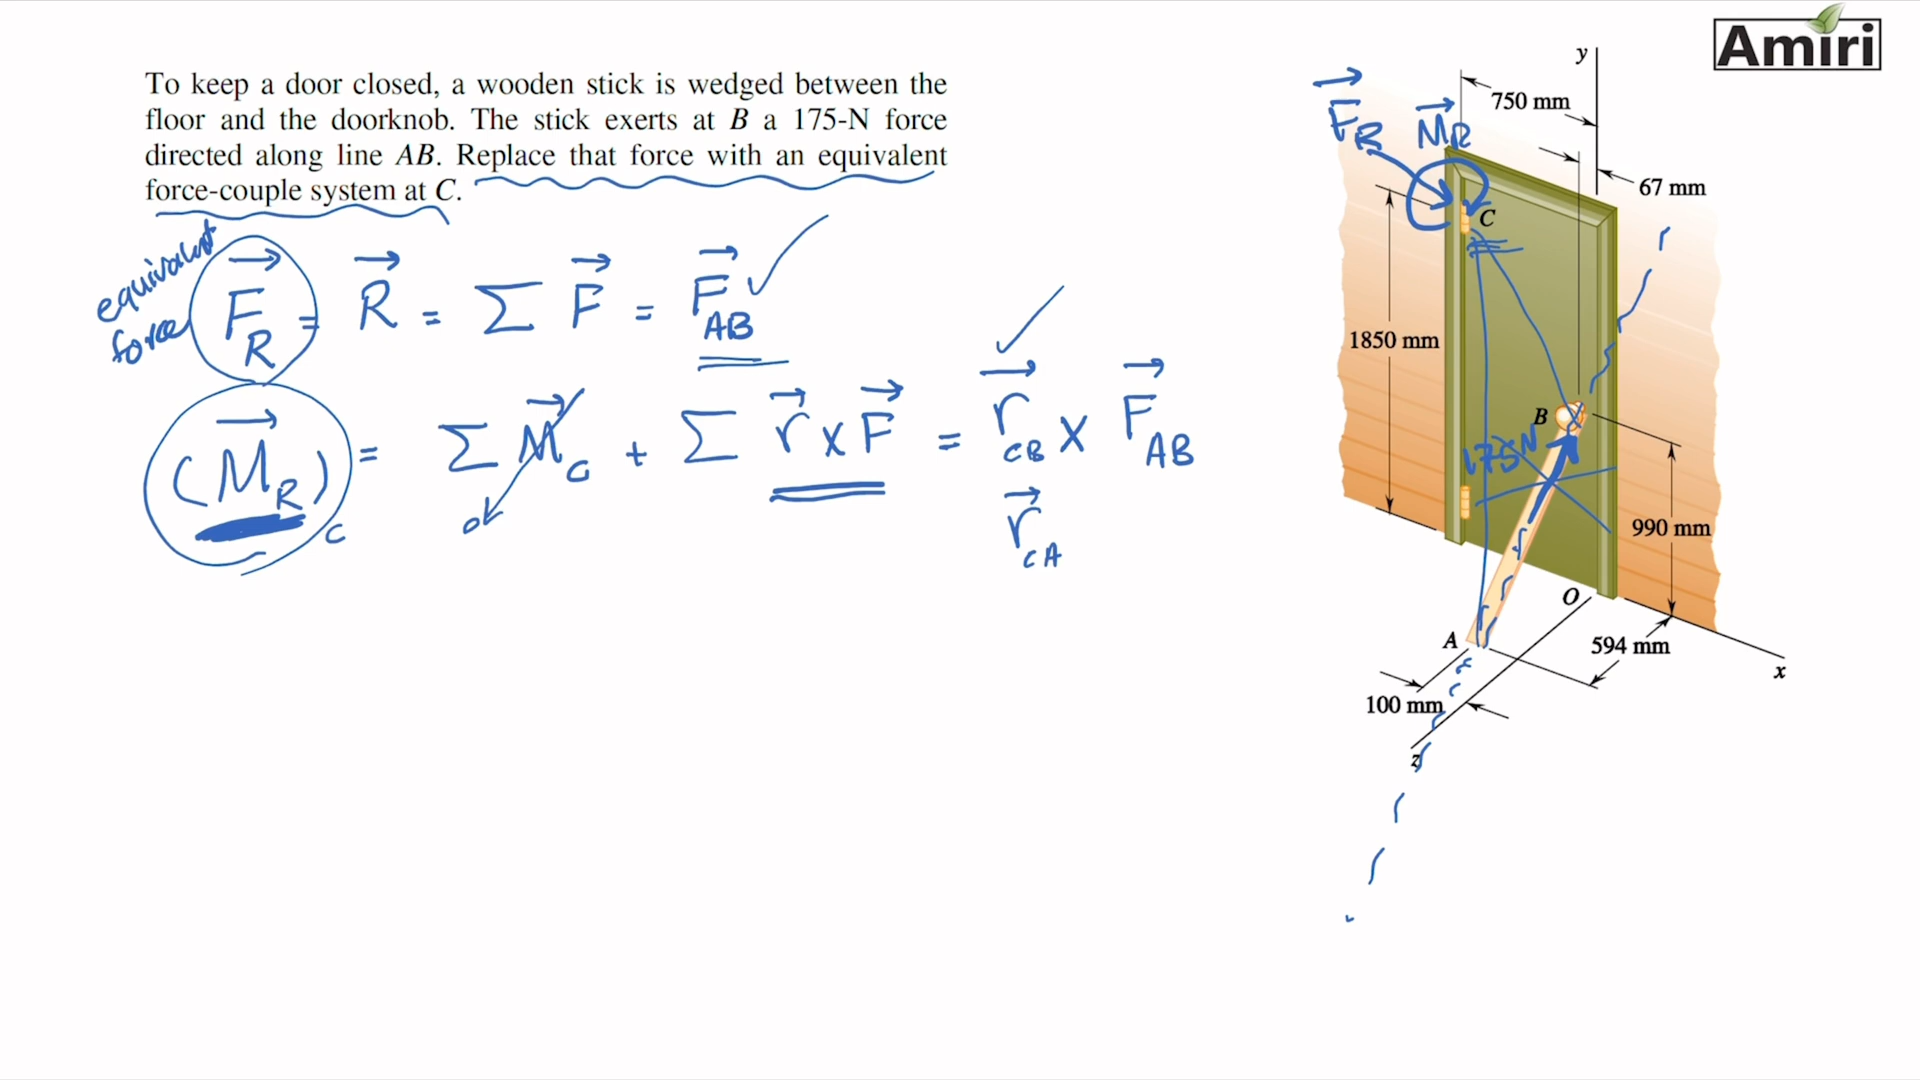 Amiri
To keep a door closed, a wooden stick is wedged between the
floor and the doorknob. The stick exerts at B a 175-N force
directed along line AB. Replace that force with an equivalent
force-couple system at C.
equivalent
force
F_R = R = Σ F = F_AB
(M_R)_C = Σ M_C + Σ r x F = r_CB x F_AB
o
r_CA
y
750 mm
F_R
M_R
67 mm
C
1850 mm
B
175N
990 mm
O
A
594 mm
x
100 mm
z